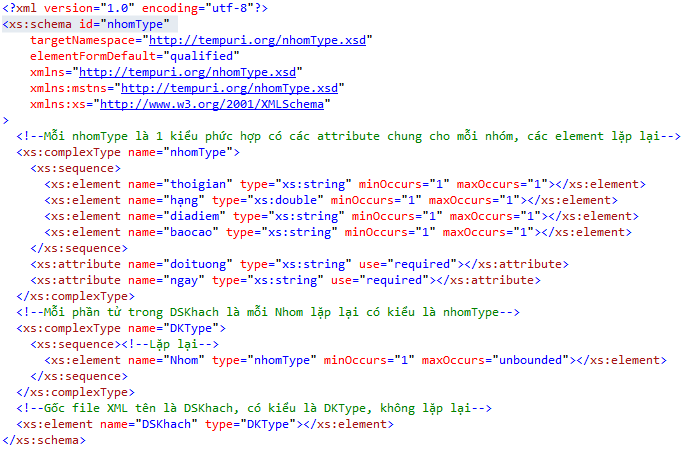 <?xml version="1.0" encoding="utf-8"?>
<xs:schema id="nhomType"
targetNamespace="http://tempuri.org/nhomType.xsd"
elementFormDefault="qualified"
xmlns="http://tempuri.org/nhomType.xsd"
xmlns:mstns="http://tempuri.org/nhomType.xsd"
xmlns:xs="http://www.w3.org/2001/XMLSchema"
>
<!--Mỗi nhomType là 1 kiểu phức hợp có các attribute chung cho mỗi nhóm, các element lặp lại-->
<xs:complexType name="nhomType">
<xs:sequence>
<xs:element name="thoigian" type="xs:string" minOccurs="1" maxOccurs="1"></xs:element>
<xs:element name="hạng" type="xs:double" minOccurs="1" maxOccurs="1"></xs:element>
<xs:element name="diadiem" type="xs:string" minOccurs="1" maxOccurs="1"></xs:element>
<xs:element name="baocao" type="xs:string" minOccurs="1" maxOccurs="1"></xs:element>
</xs:sequence>
<xs:attribute name="doituong" type="xs:string" use="required"></xs:attribute>
<xs:attribute name="ngay" type="xs:string" use="required"></xs:attribute>
</xs:complexType>
<!--Mỗi phần tử trong DSKhach là mỗi Nhom lặp lại có kiểu là nhomType-->
<xs:complexType name="DKType">
<xs:sequence><!--Lặp lại-->
<xs:element name="Nhom" type="nhomType" minOccurs="1" maxOccurs="unbounded"></xs:element>
</xs:sequence>
</xs:complexType>
<!--Gốc file XML tên là DSKhach, có kiểu là DKType, không lặp lại-->
<xs:element name="DSKhach" type="DKType"></xs:element>
</xs:schema>